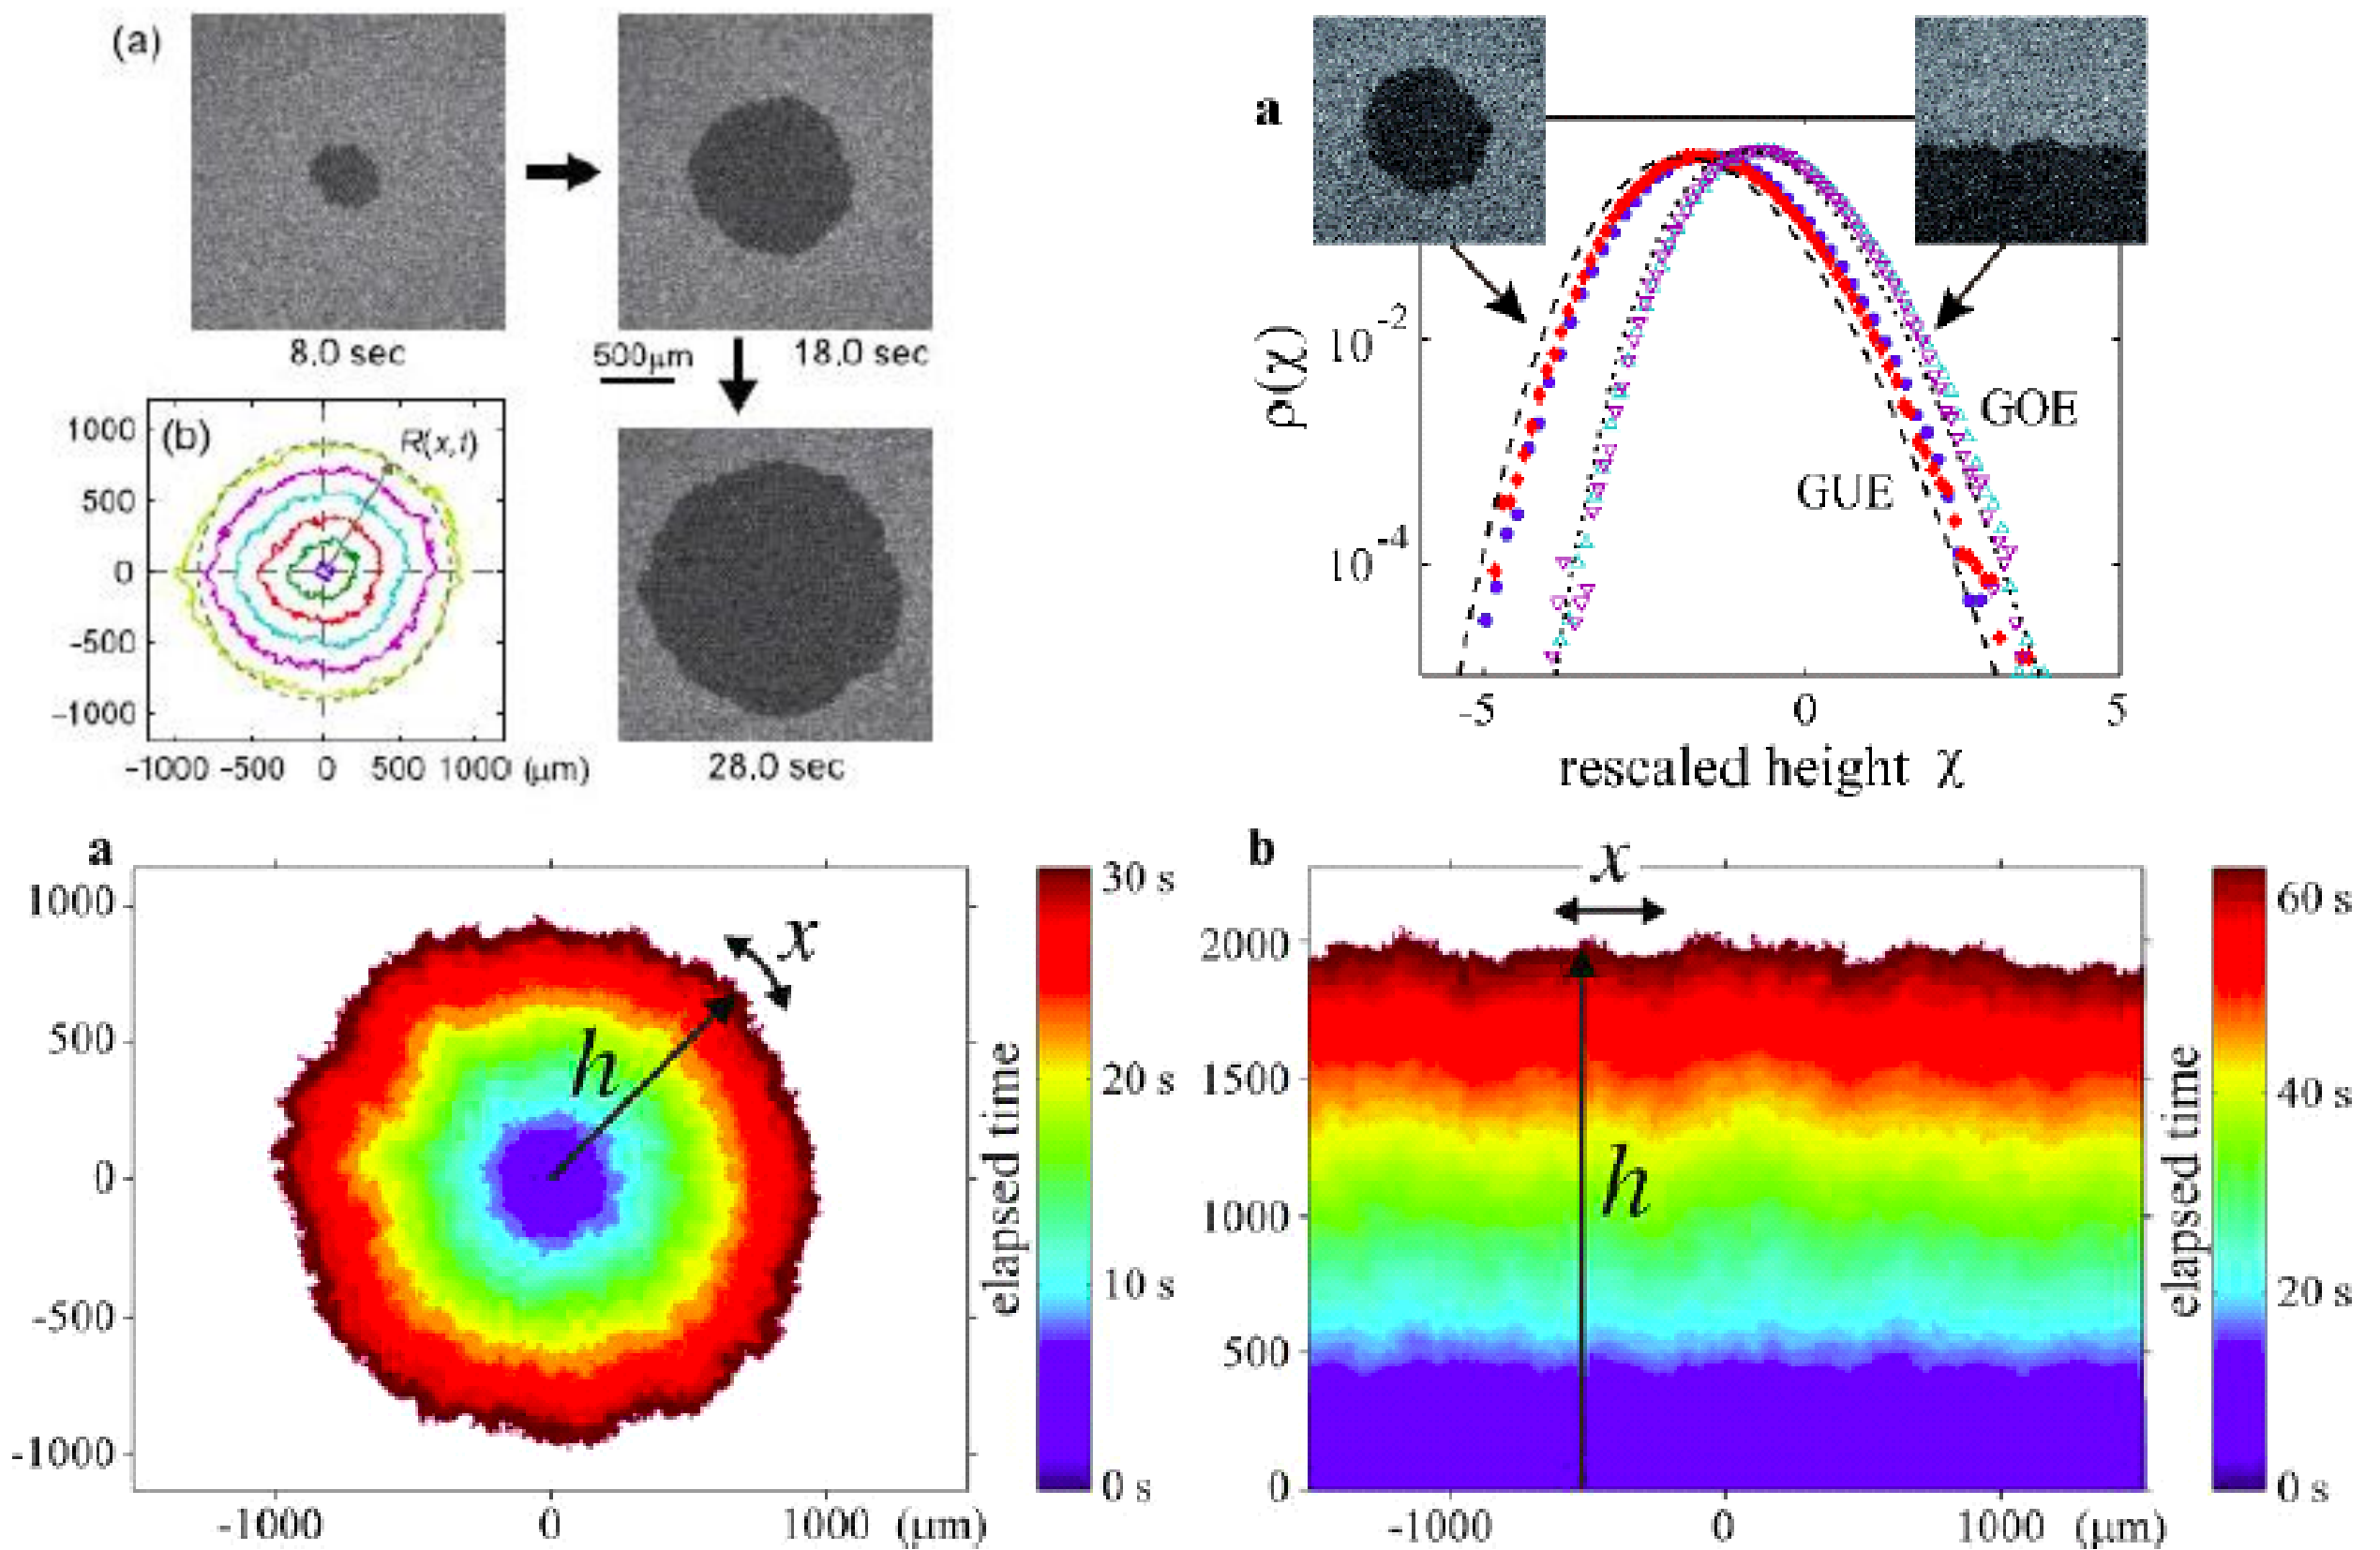 (a)
8.0 sec
500μm
18.0 sec
28.0 sec
(b)
R(x,t)
1000
500
0
-500
-1000
-1000 -500 0 500 1000 (μm)
a
ρ(χ)
10-2
10-4
GOE
GUE
-5 0 5
rescaled height χ
a
1000
500
0
-500
-1000
-1000 0 1000 (μm)
x
h
elapsed time
30 s
20 s
10 s
0 s
b
x
h
2000
1500
1000
500
0
-1000 0 1000 (μm)
elapsed time
60 s
40 s
20 s
0 s